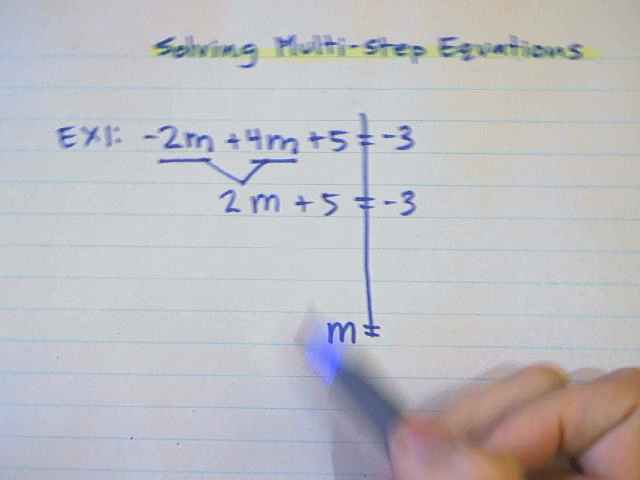 Solving Multi-step Equations
EX1: -2m + 4m + 5 = -3
2m + 5 = -3
m =